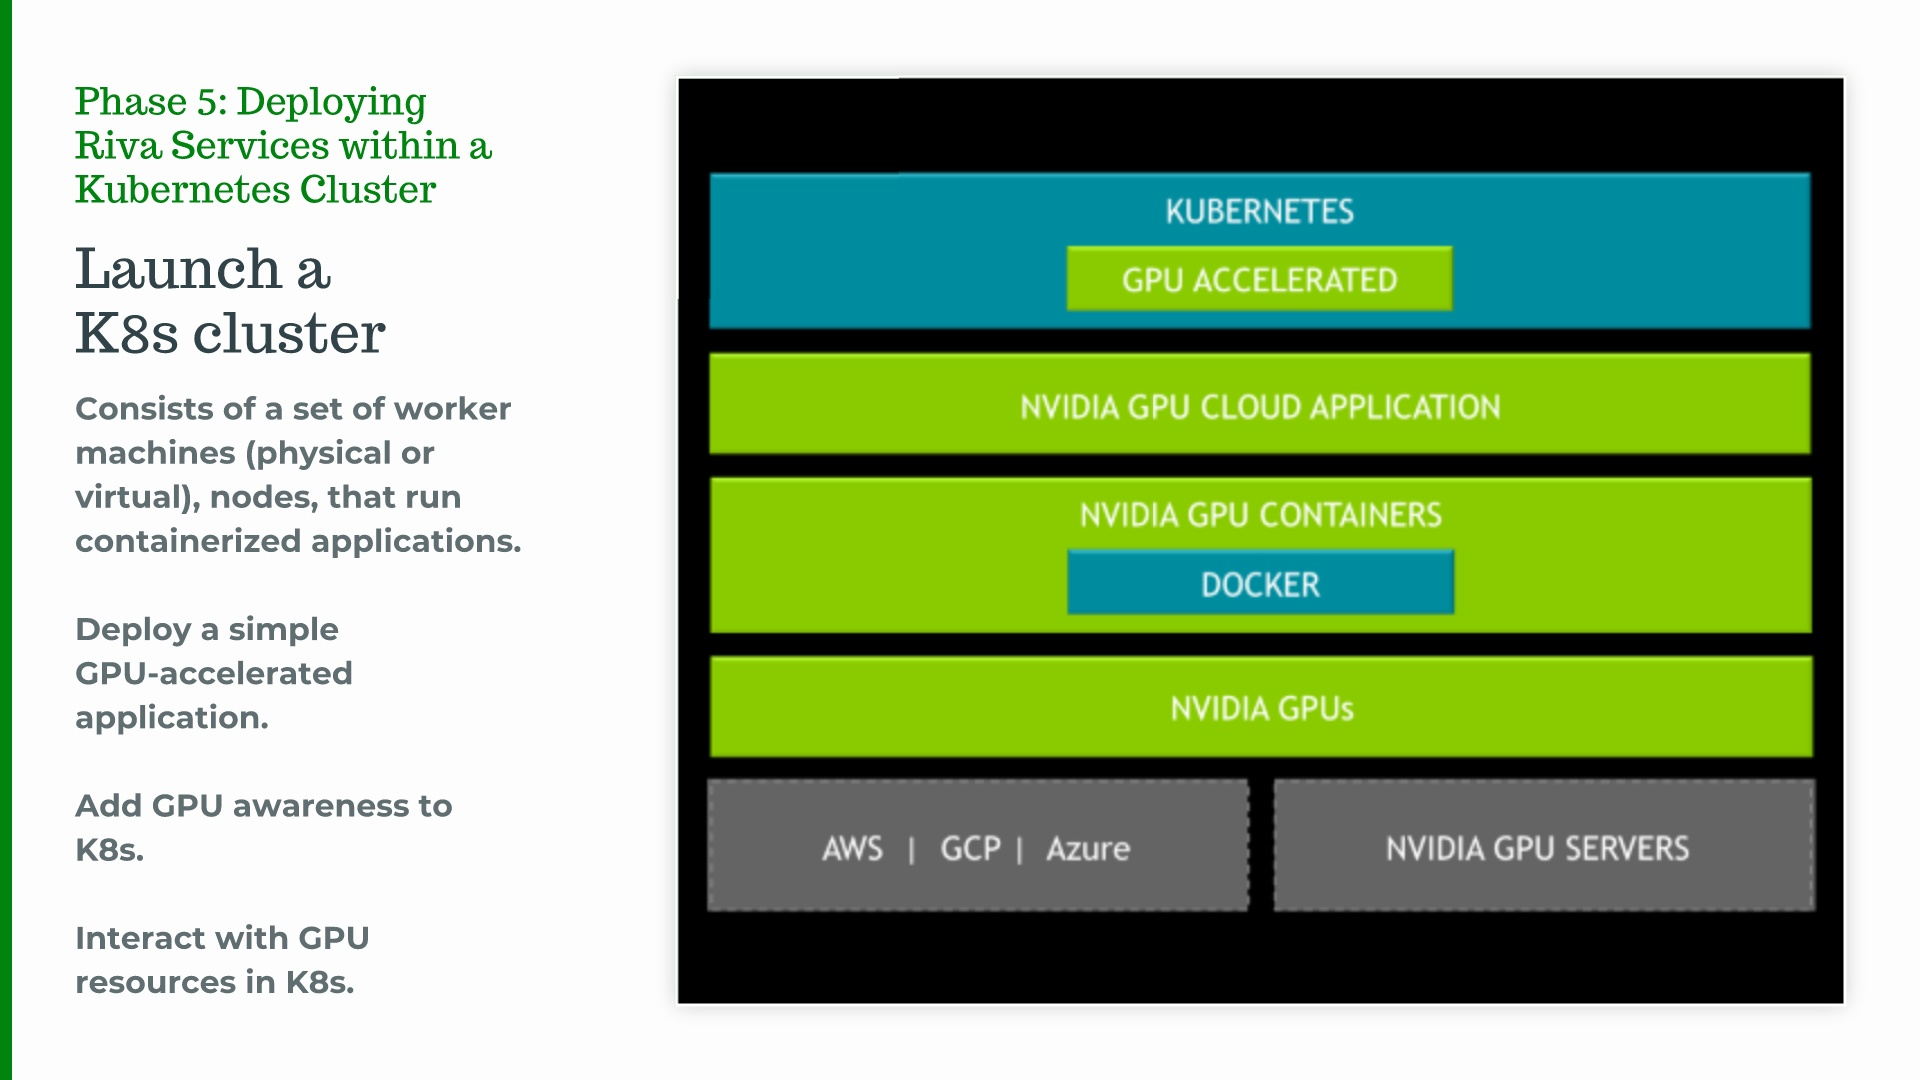 Phase 5: Deploying
Riva Services within a
Kubernetes Cluster
Launch a
K8s cluster
Consists of a set of worker
machines (physical or
virtual), nodes, that run
containerized applications.
Deploy a simple
GPU-accelerated
application.
Add GPU awareness to
K8s.
Interact with GPU
resources in K8s.
KUBERNETES
GPU ACCELERATED
NVIDIA GPU CLOUD APPLICATION
NVIDIA GPU CONTAINERS
DOCKER
NVIDIA GPUs
AWS | GCP | Azure
NVIDIA GPU SERVERS